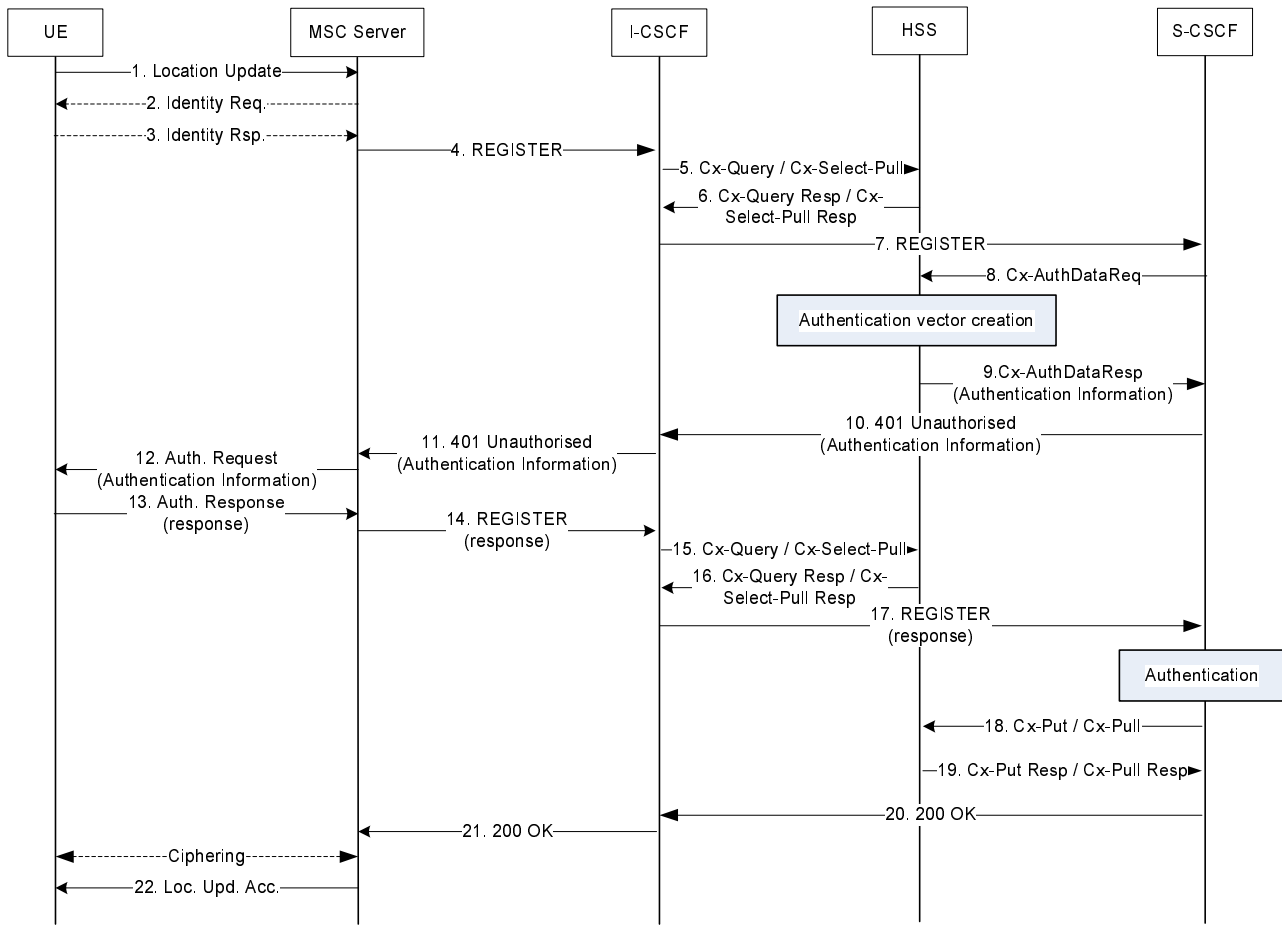 UE
MSC Server
I-CSCF
HSS
S-CSCF
1. Location Update
2. Identity Req.
3. Identity Rsp.
4. REGISTER
5. Cx-Query / Cx-Select-Pull
6. Cx-Query Resp / Cx-
Select-Pull Resp
7. REGISTER
8. Cx-AuthDataReq
Authentication vector creation
9.Cx-AuthDataResp
(Authentication Information)
10. 401 Unauthorised
(Authentication Information)
11. 401 Unauthorised
(Authentication Information)
12. Auth. Request
(Authentication Information)
13. Auth. Response
(response)
14. REGISTER
(response)
15. Cx-Query / Cx-Select-Pull
16. Cx-Query Resp / Cx-
Select-Pull Resp
17. REGISTER
(response)
Authentication
18. Cx-Put / Cx-Pull
19. Cx-Put Resp / Cx-Pull Resp
20. 200 OK
21. 200 OK
Ciphering
22. Loc. Upd. Acc.